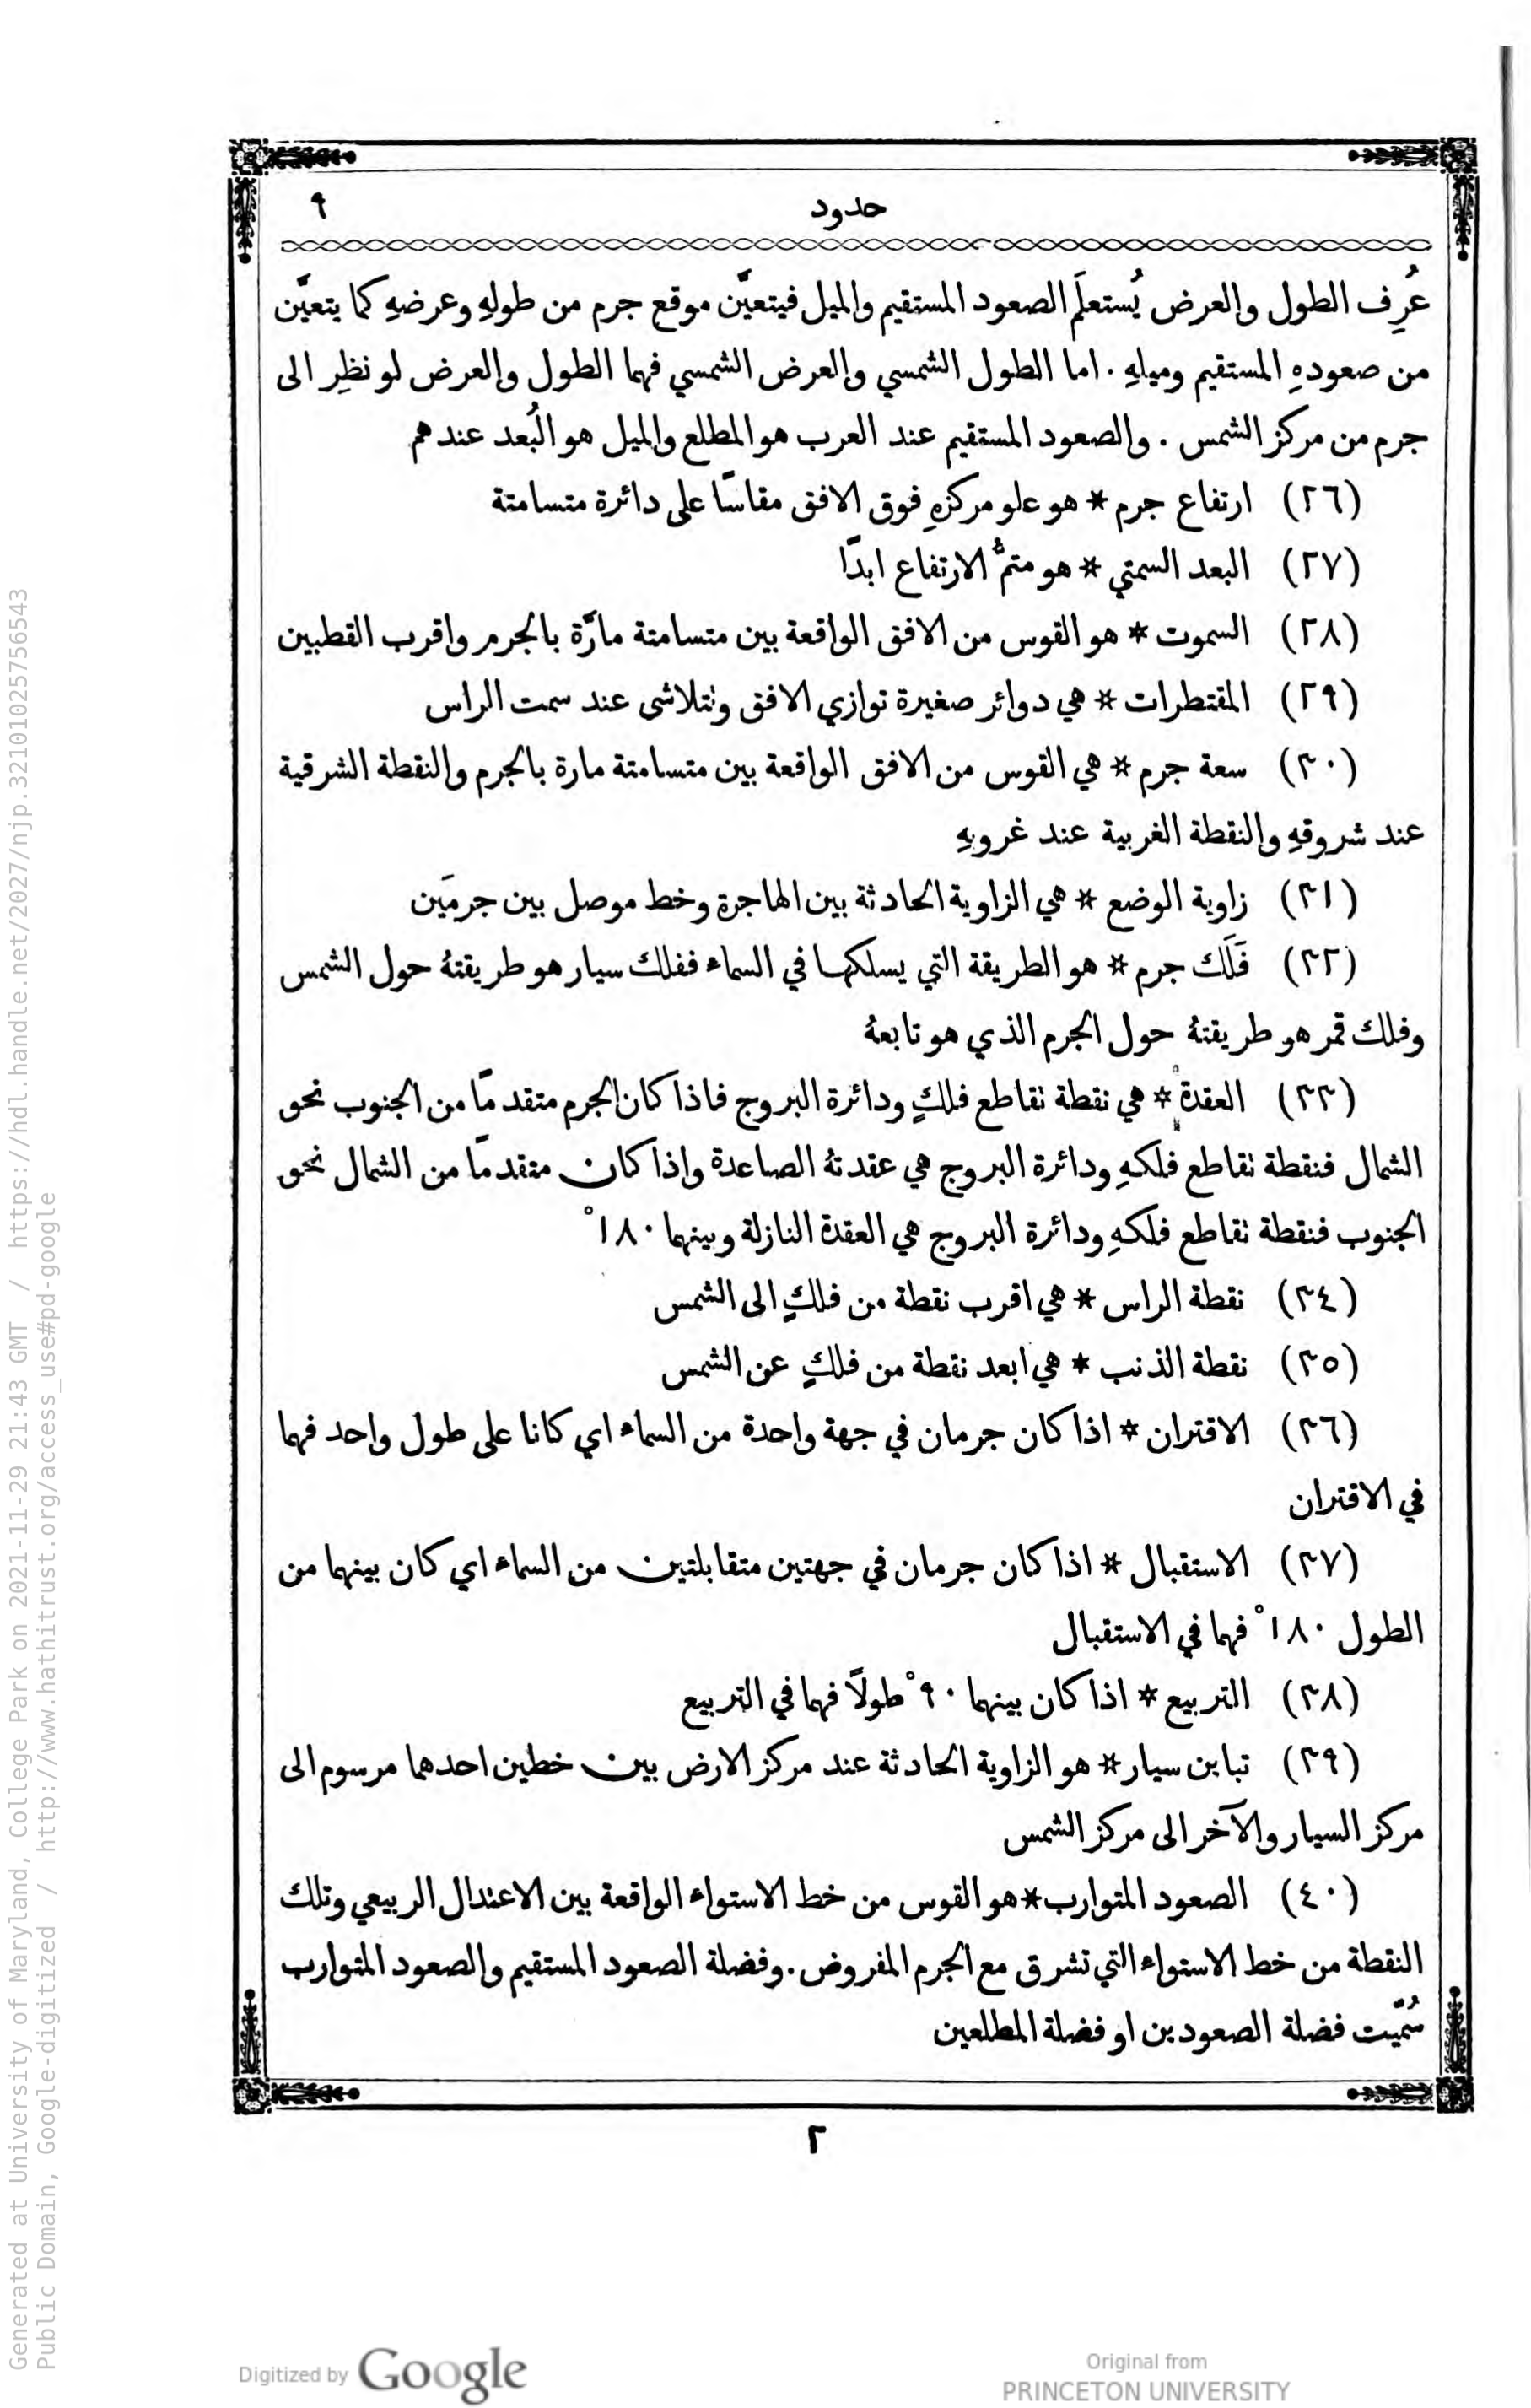 حدود
٩
عُرِف الطول والعرض يُستعلَم الصعود المستقيم والميل فيتعيَّن موقع جرم من طولهِ وعرضهِ كما يتعيَّن
من صعودهِ المستقيم وميلهِ . اما الطول الشمسي والعرض الشمسي فهما الطول والعرض لو نظِر الى
جرم من مركز الشمس . والصعود المستقيم عند العرب هو المطلع والميل هو البُعد عندهم
(٢٦) ارتفاع جرم * هو علو مركزهِ فوق الافق مقاسًا على دائرة متسامتة
(٢٧) البعد السمتي * هو متمُّ الارتفاع ابدًا
(٢٨) السموت * هو القوس من الافق الواقعة بين متسامتة مارَّة بالجرم واقرب القطبين
(٢٩) المقتطرات * هي دوائر صغيرة توازي الافق وتتلاشى عند سمت الراس
(٣٠) سعة جرم * هي القوس من الافق الواقعة بين متسامتة مارة بالجرم والنقطة الشرقية
عند شروقهِ والنقطة الغربية عند غروبهِ
(٣١) زاوية الوضع * هي الزاوية الحادثة بين الهاجرة وخط موصل بين جرمَين
(٣٢) فَلَك جرم * هو الطريقة التي يسلكها في السماء ففلك سيار هو طريقتهُ حول الشمس
وفلك قمر هو طريقتهُ حول الجرم الذي هو تابعهُ
(٣٣) العقدة * هي نقطة تقاطع فلكٍ ودائرة البروج فاذا كان الجرم متقدمًا من الجنوب نحو
الشمال فنقطة تقاطع فلكهِ ودائرة البروج هي عقدتهُ الصاعدة واذا كان متقدمًا من الشمال نحو
الجنوب فنقطة تقاطع فلكهِ ودائرة البروج هي العقدة النازلة وبينهما ١٨٠°
(٣٤) نقطة الراس * هي اقرب نقطة من فلكٍ الى الشمس
(٣٥) نقطة الذنب * هي ابعد نقطة من فلكٍ عن الشمس
(٣٦) الاقتران * اذا كان جرمان في جهة واحدة من السماء اي كانا على طول واحد فهما
في الاقتران
(٣٧) الاستقبال * اذا كان جرمان في جهتين متقابلتين من السماء اي كان بينهما من
الطول ١٨٠° فهما في الاستقبال
(٣٨) التربيع * اذا كان بينهما ٩٠° طولًا فهما في التربيع
(٣٩) تباين سيار * هو الزاوية الحادثة عند مركز الارض بين خطين احدهما مرسوم الى
مركز السيار والآخر الى مركز الشمس
(٤٠) الصعود المتوارب * هو القوس من خط الاستواء الواقعة بين الاعتدال الربيعي وتلك
النقطة من خط الاستواء التي تشرق مع الجرم المفروض . وفضلة الصعود المستقيم والصعود المتوارب
سُمّيت فضلة الصعودين او فضلة المطلعين
٢
Generated at University of Maryland, College Park on 2021-11-29 21:43 GMT / https://hdl.handle.net/2027/njp.32101025756543
Public Domain, Google-digitized / http://www.hathitrust.org/access_use#pd-google
Digitized by Google
Original from
PRINCETON UNIVERSITY